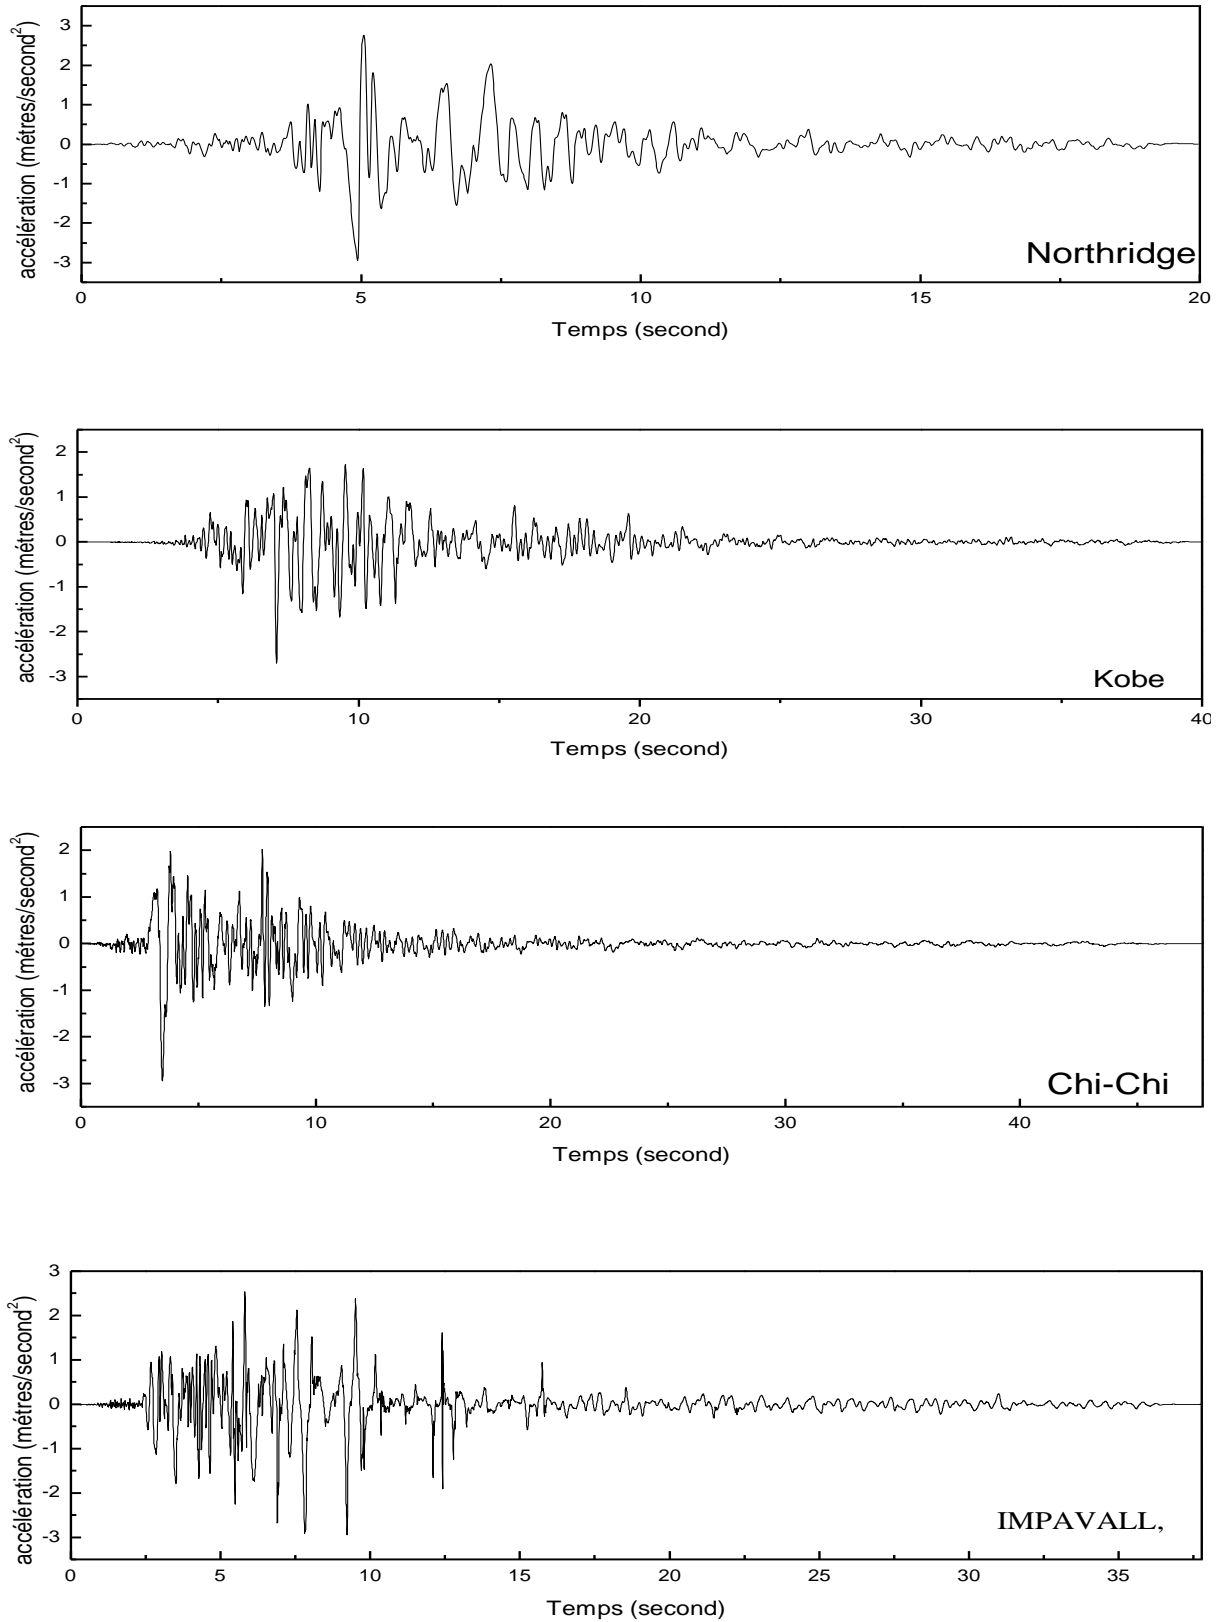 3
2
1
0
-1
-2
-3
accélération (métres/second²)
Northridge
0 5 10 15 20
Temps (second)
2
1
0
-1
-2
-3
accélération (métres/second²)
Kobe
0 10 20 30 40
Temps (second)
2
1
0
-1
-2
-3
accélération (métres/second²)
Chi-Chi
0 10 20 30 40
Temps (second)
3
2
1
0
-1
-2
-3
accélération (métres/second²)
IMPAVALL,
0 5 10 15 20 25 30 35
Temps (second)